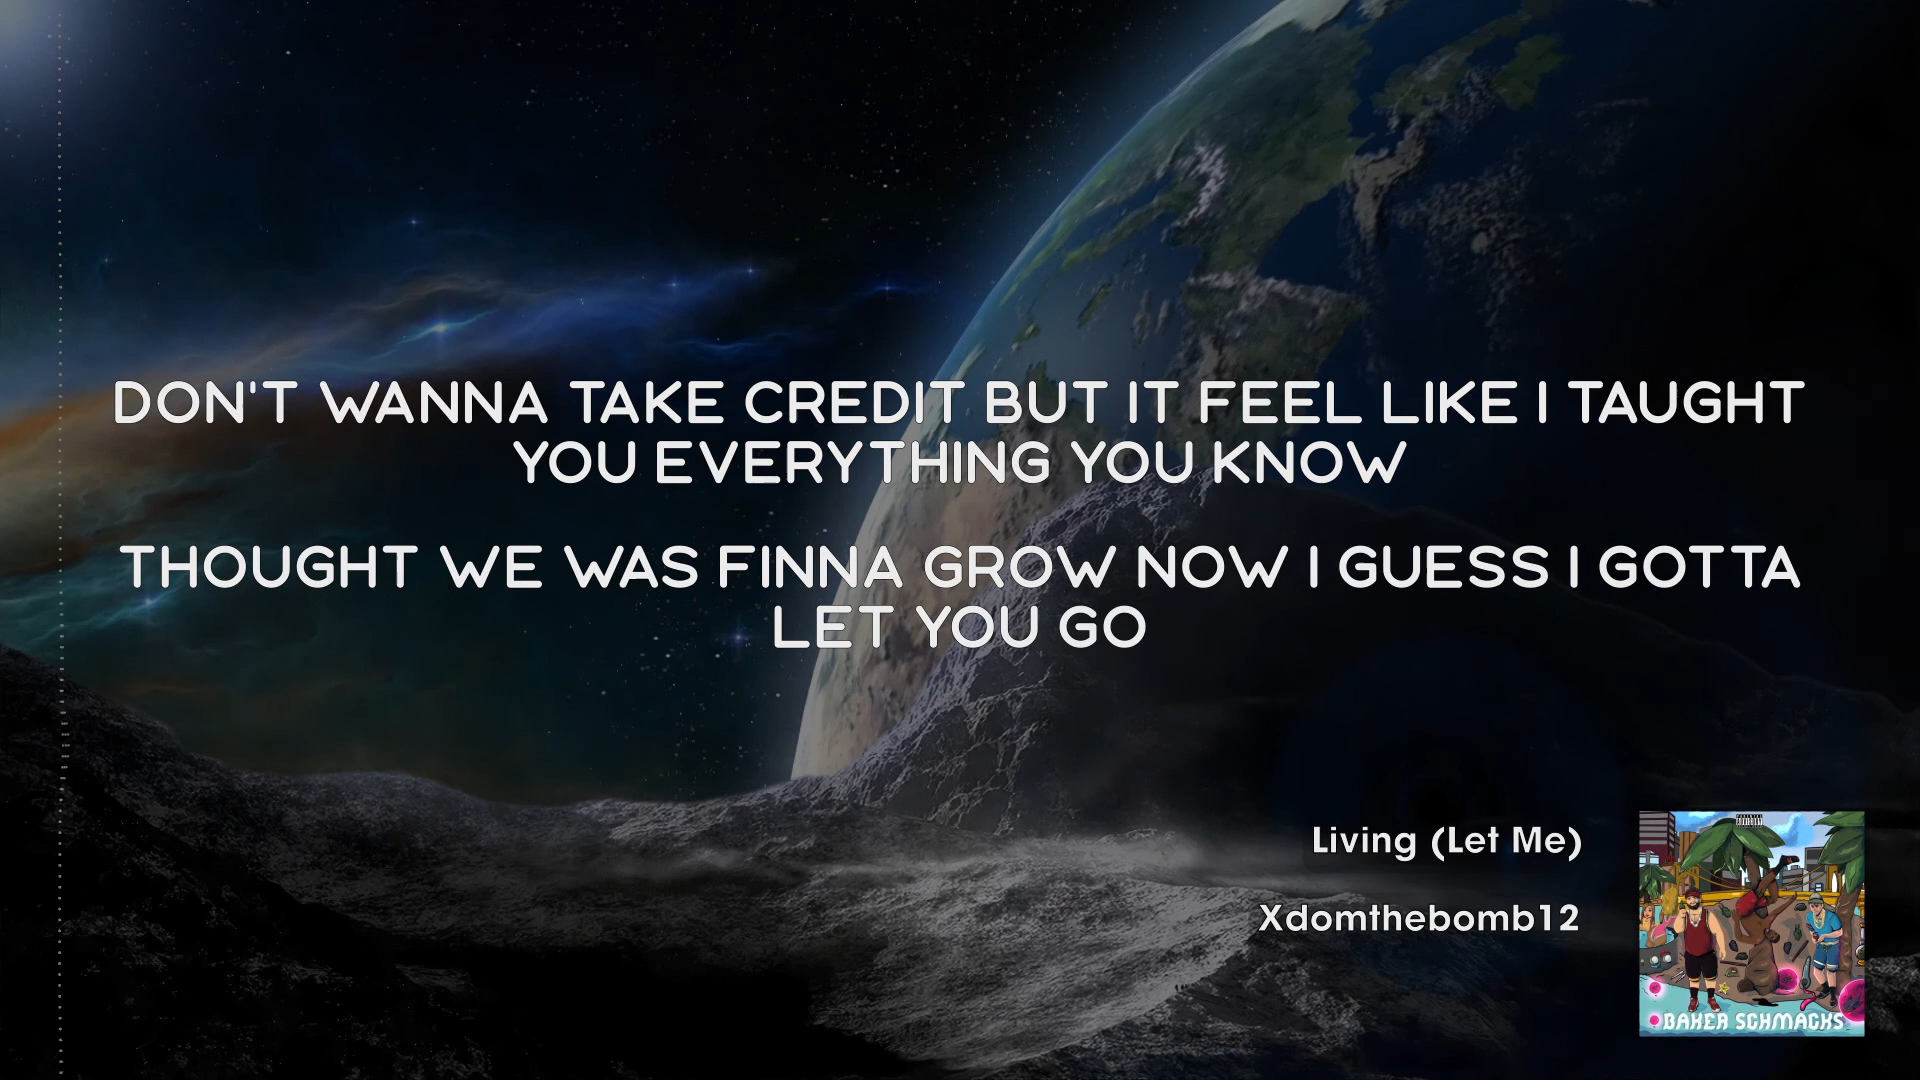 DON'T WANNA TAKE CREDIT BUT IT FEEL LIKE I TAUGHT
YOU EVERYTHING YOU KNOW
THOUGHT WE WAS FINNA GROW NOW I GUESS I GOTTA
LET YOU GO
Living (Let Me)
Xdomthebomb12
BAKER SCHMACKS